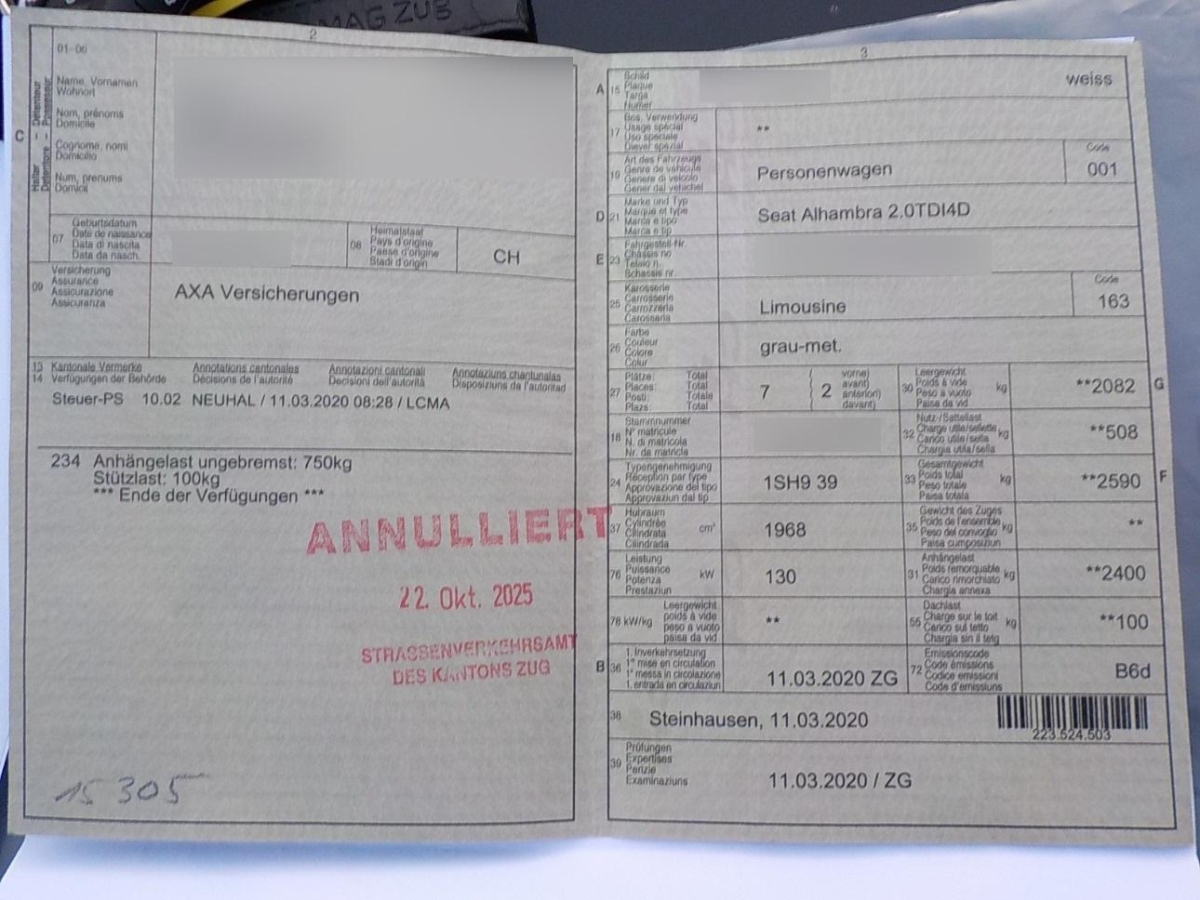 MAG ZUG
2
01-06
Name, Vornamen
Wohnort
Nom, prénoms
Domicile
Cognome, nomi
Domicilio
Num, prenums
Domicil
C
Halter - Détenteur
Detentore - Possessur
07
Geburtsdatum
Date de naissance
Data di nascita
Data da nasch.
08
Heimatstaat
Pays d'origine
Paese d'origine
Stadi d'origin
CH
09
Versicherung
Assurance
Assicurazione
Assicuranza
AXA Versicherungen
13 Kantonale Vermerke Annotations cantonales Annotazioni cantonali Annotaziuns chantunalas
14 Verfügungen der Behörde Décisions de l'autorité Decisioni dell'autorità Disposiziuns da l'autoritad
Steuer-PS 10.02 NEUHAL / 11.03.2020 08:28 / LCMA
234 Anhängelast ungebremst: 750kg
Stützlast: 100kg
*** Ende der Verfügungen ***
ANNULLIERT
22. Okt. 2025
STRASSENVERKEHRSAMT
DES KANTONS ZUG
15 305
3
A 15
Schild
Plaque
Targa
Numer
weiss
17
Bes. Verwendung
Usage spécial
Uso speciale
Diever spezial
**
19
Art des Fahrzeugs
Genre de véhicule
Genere di veicolo
Gener dal vehichel
Personenwagen
Code
001
D 21
Marke und Typ
Marque et type
Marca e tipo
Marca e tip
Seat Alhambra 2.0TDI4D
E 23
Fahrgestell-Nr.
Châssis no
Telaio n.
Schassis nr.
25
Karosserie
Carrosserie
Carrozzeria
Carosseria
Limousine
Code
163
26
Farbe
Couleur
Colore
Colur
grau-met.
27
Plätze: Total
Places: Total
Posti: Totale
Plazs: Total
7
2
vorne)
avant)
anteriori)
davant)
30
Leergewicht
Poids à vide
Peso a vuoto
Paisa da vid
kg
**2082
G
18
Stammnummer
N° matricule
N. di matricola
Nr. da matricla
32
Nutz-/Sattellast
Charge utile/sellette
Carico utile/sella
Chargia utila/sella
kg
**508
24
Typengenehmigung
Réception par type
Approvazione del tipo
Approvaziun dal tip
1SH9 39
33
Gesamtgewicht
Poids total
Peso totale
Paisa totala
kg
**2590
F
37
Hubraum
Cylindrée
Cilindrata
Cilindrada
cm³
1968
35
Gewicht des Zuges
Poids de l'ensemble
Peso del convoglio
Paisa cumposiziun
kg
**
76
Leistung
Puissance
Potenza
Prestaziun
kW
130
31
Anhängelast
Poids remorquable
Carico rimorchiato
Chargia annexa
kg
**2400
78 kW/kg
Leergewicht
poids à vide
peso a vuoto
paisa da vid
**
55
Dachlast
Charge sur le toit
Carico sul tetto
Chargia sin il tetg
kg
**100
B 36
1. Inverkehrsetzung
1re mise en circulation
1a messa in circolazione
1. entrada en circulaziun
11.03.2020 ZG
72
Emissionscode
Code émissions
Codice emissioni
Code d'emissiuns
B6d
38
Steinhausen, 11.03.2020
223.524.503
39
Prüfungen
Expertises
Perizie
Examinaziuns
11.03.2020 / ZG